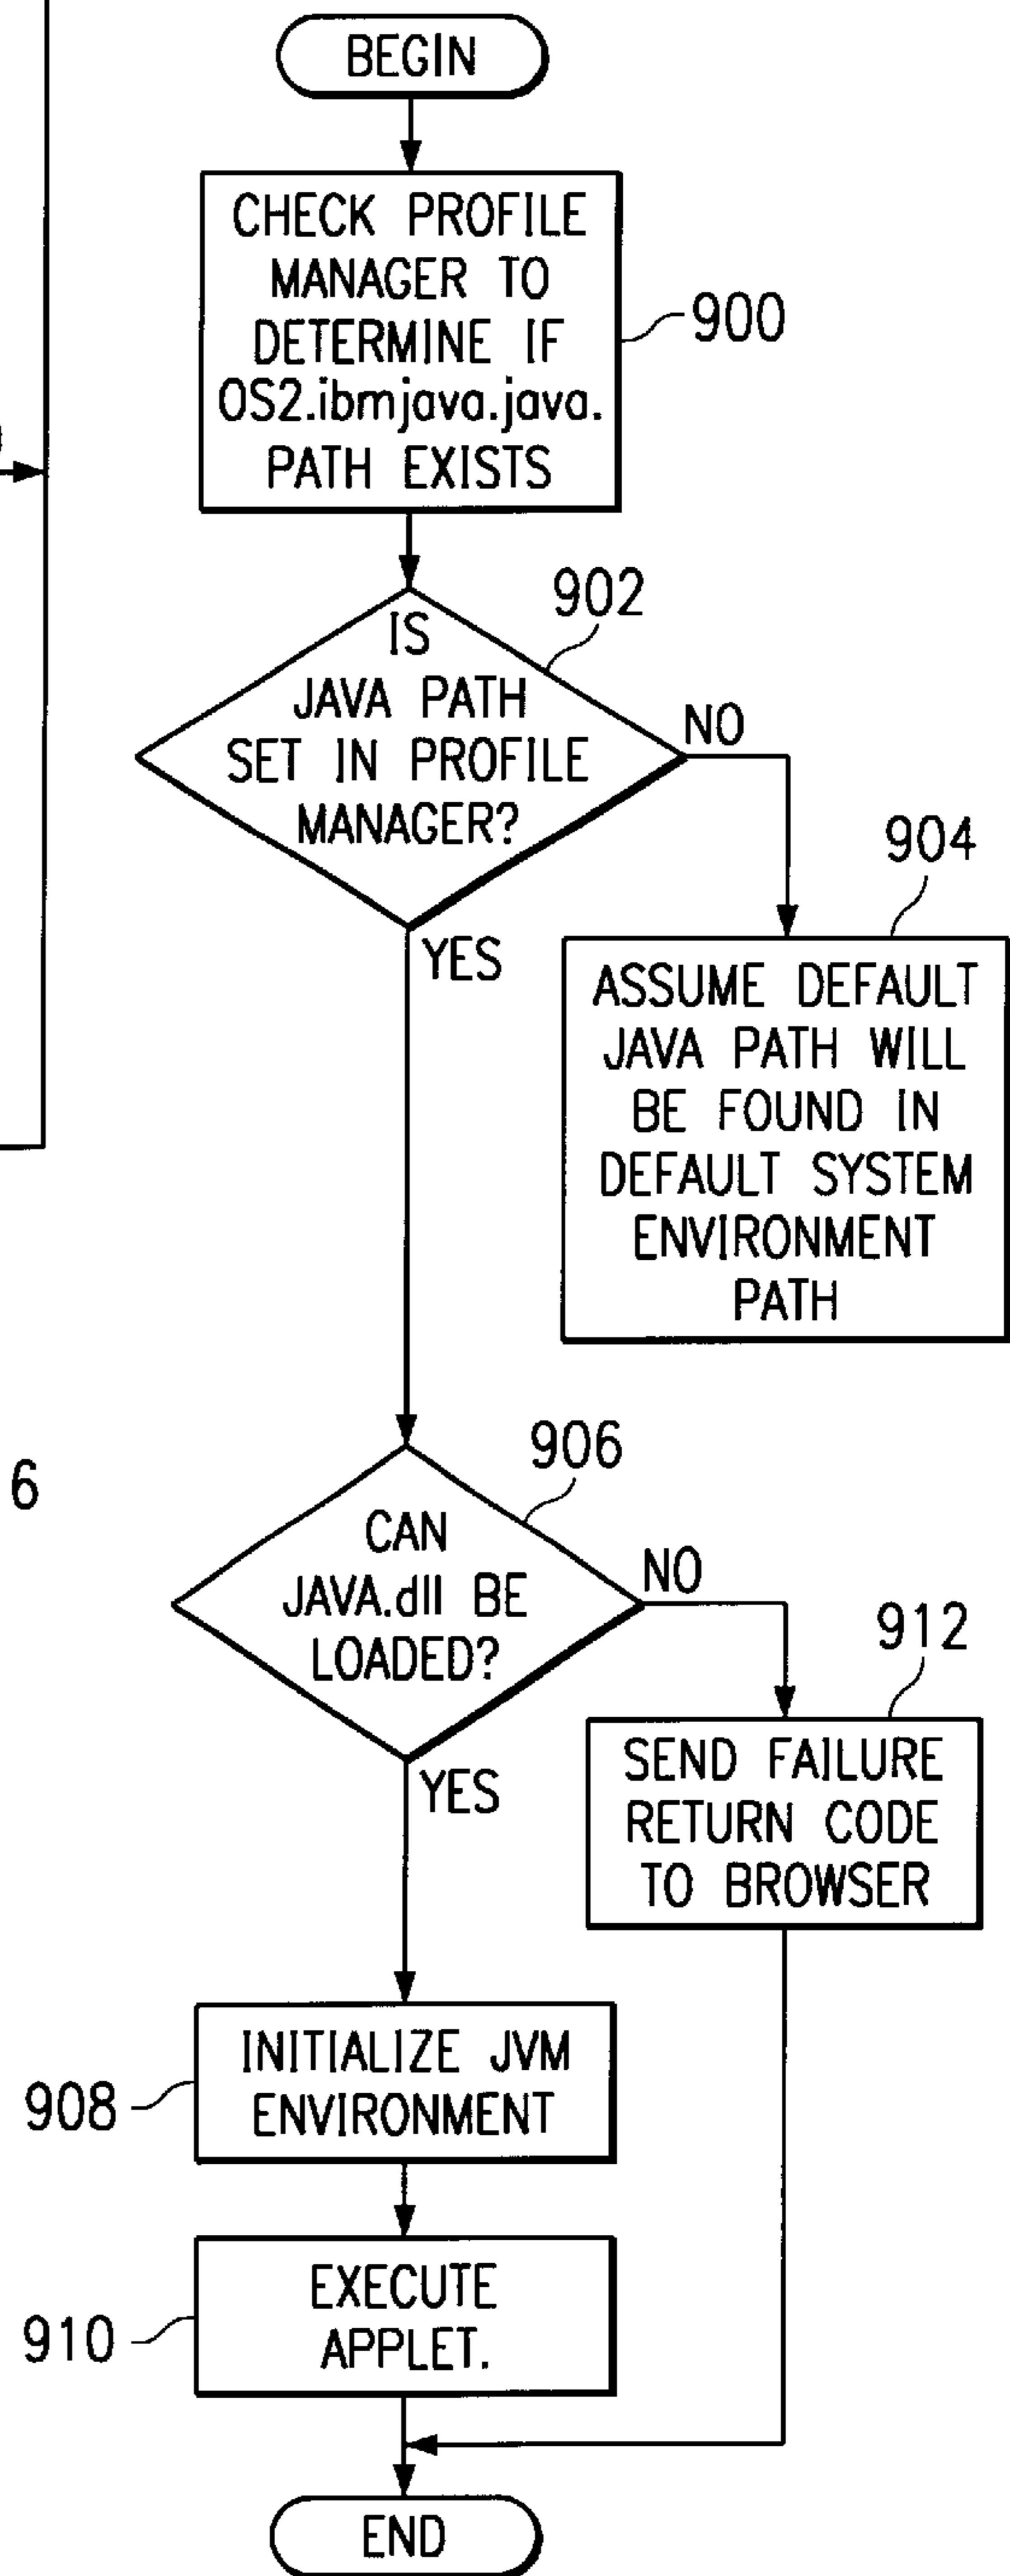 BEGIN
CHECK PROFILE
MANAGER TO
DETERMINE IF
OS2.ibmjava.java.
PATH EXISTS
900
902
IS
JAVA PATH
SET IN PROFILE
MANAGER?
NO
YES
904
ASSUME DEFAULT
JAVA PATH WILL
BE FOUND IN
DEFAULT SYSTEM
ENVIRONMENT
PATH
6
906
CAN
JAVA.dll BE
LOADED?
NO
YES
912
SEND FAILURE
RETURN CODE
TO BROWSER
INITIALIZE JVM
ENVIRONMENT
908
EXECUTE
APPLET.
910
END